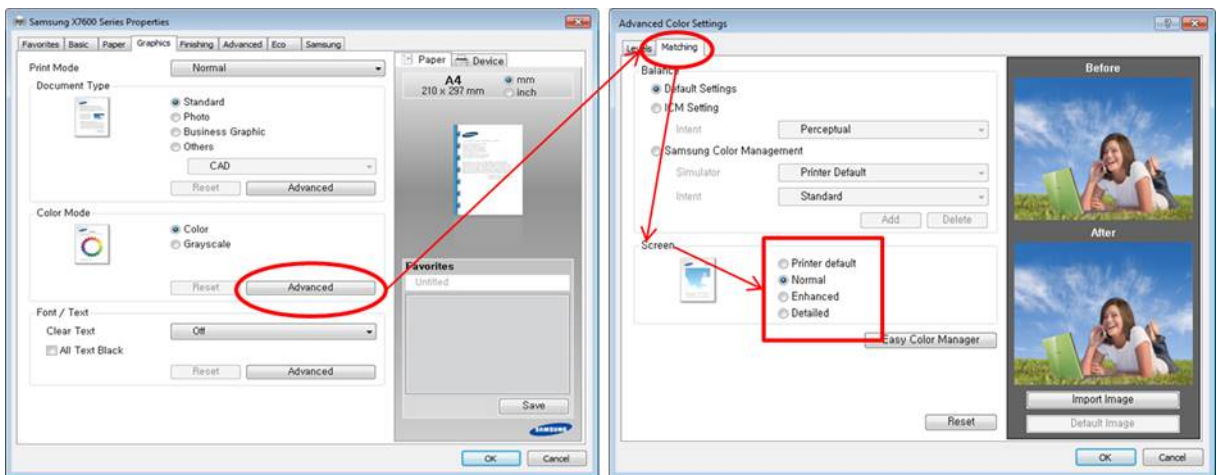 Samsung X7600 Series Properties
Favorites Basic Paper Graphics Finishing Advanced Eco Samsung
Print Mode Normal
Document Type
Standard
Photo
Business Graphic
Others
CAD
Reset Advanced
Color Mode
Color
Grayscale
Reset Advanced
Font / Text
Clear Text Off
All Text Black
Reset Advanced
Paper Device
A4
210 x 297 mm
mm
inch
Favorites
Untitled
Save
SAMSUNG
OK Cancel
Advanced Color Settings
Levels Matching
Balance
Default Settings
ICM Setting
Intent Perceptual
Samsung Color Management
Simulator Printer Default
Intent Standard
Add Delete
Screen
Printer default
Normal
Enhanced
Detailed
Easy Color Manager
Reset
Before
After
Import Image
Default Image
OK Cancel